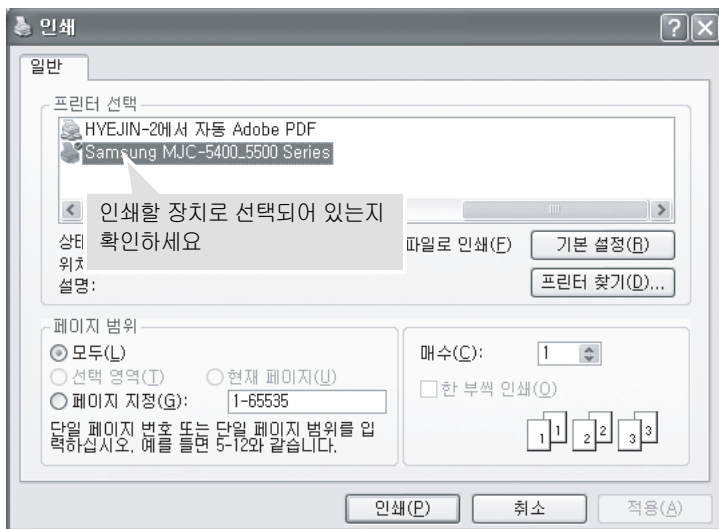 인쇄
일반
프린터 선택
HYEJIN-2에서 자동 Adobe PDF
Samsung MJC-5400_5500 Series
인쇄할 장치로 선택되어 있는지
확인하세요
파일로 인쇄(F)
기본 설정(R)
설명:
프린터 찾기(D)...
페이지 범위
모두(L)
선택 영역(T)
현재 페이지(U)
페이지 지정(G):
1-65535
단일 페이지 번호 또는 단일 페이지 범위를 입
력하십시오. 예를 들면 5-12와 같습니다.
매수(C):
1
한 부씩 인쇄(O)
1 1 2 2 3 3
인쇄(P)
취소
적용(A)